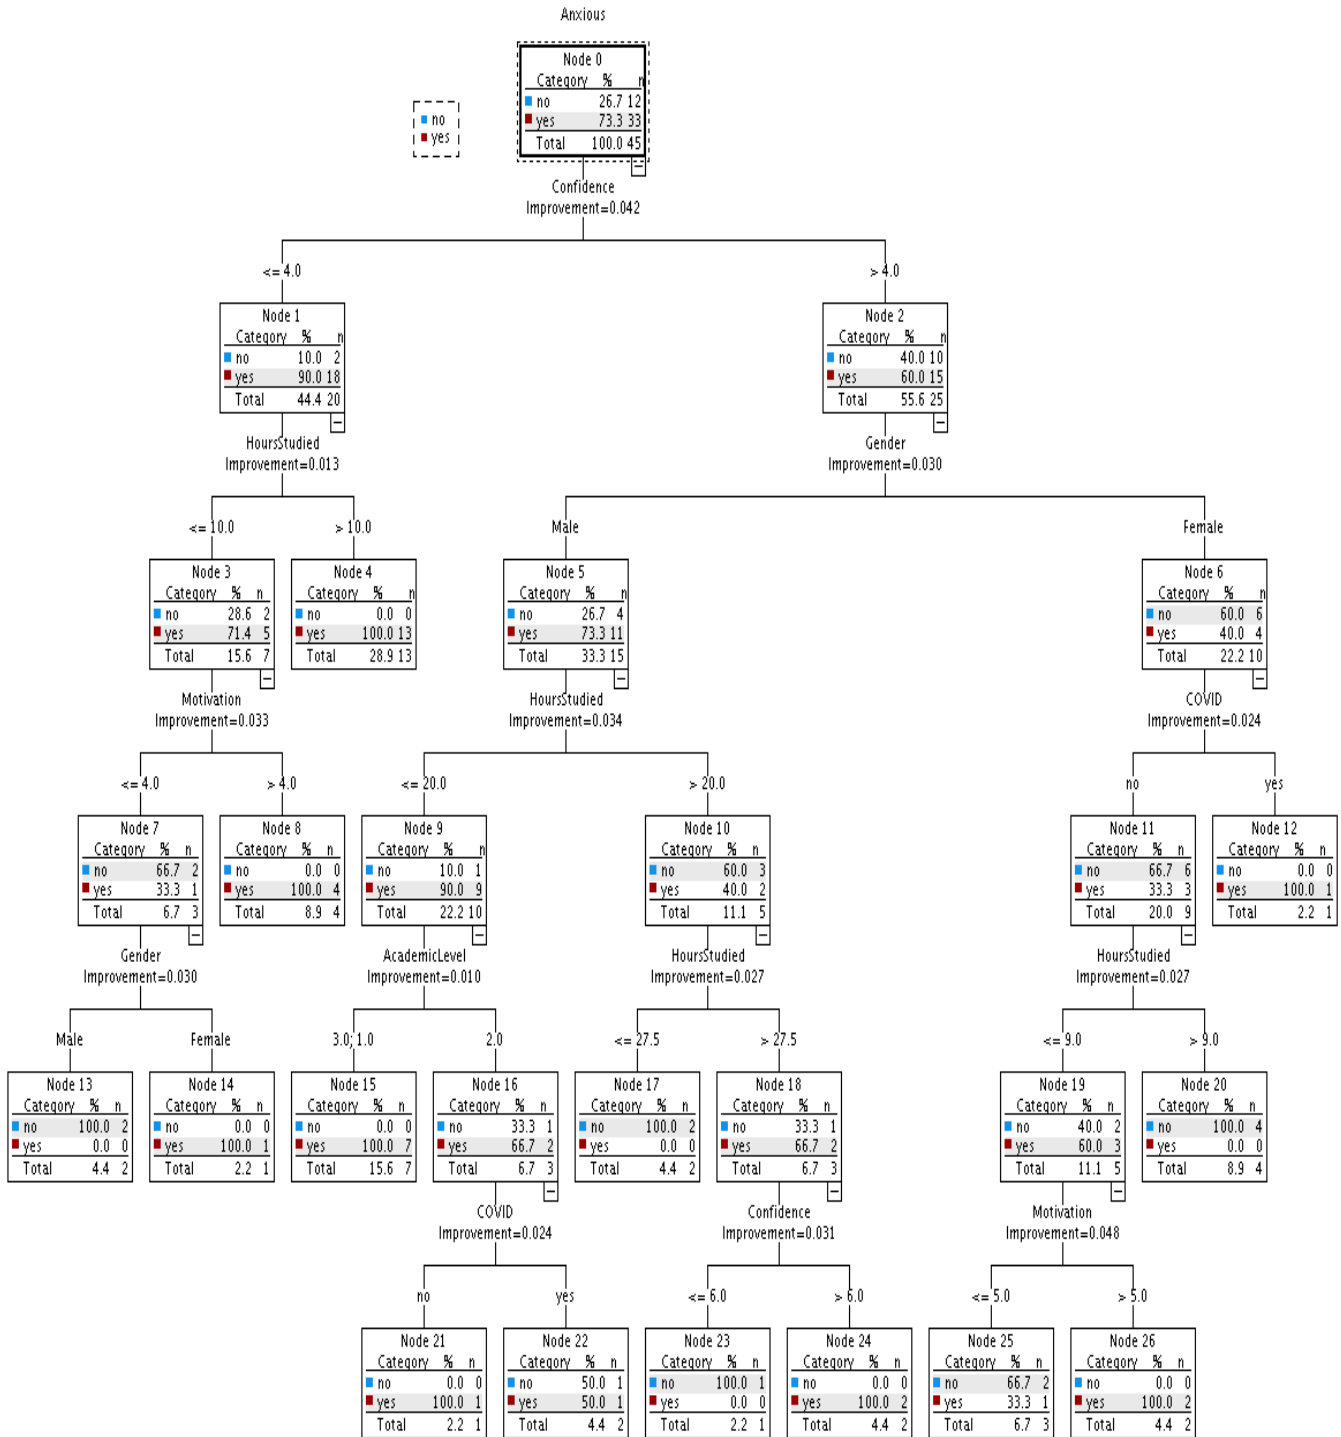 Anxious
no
yes
Node 0
Category % n
no 26.7 12
yes 73.3 33
Total 100.0 45
Confidence
Improvement=0.042
<= 4.0
> 4.0
Node 1
Category % n
no 10.0 2
yes 90.0 18
Total 44.4 20
HoursStudied
Improvement=0.013
Node 2
Category % n
no 40.0 10
yes 60.0 15
Total 55.6 25
Gender
Improvement=0.030
<= 10.0
> 10.0
Male
Female
Node 3
Category % n
no 28.6 2
yes 71.4 5
Total 15.6 7
Motivation
Improvement=0.033
Node 4
Category % n
no 0.0 0
yes 100.0 13
Total 28.9 13
Node 5
Category % n
no 26.7 4
yes 73.3 11
Total 33.3 15
HoursStudied
Improvement=0.034
Node 6
Category % n
no 60.0 6
yes 40.0 4
Total 22.2 10
COVID
Improvement=0.024
<= 4.0
> 4.0
<= 20.0
> 20.0
no
yes
Node 7
Category % n
no 66.7 2
yes 33.3 1
Total 6.7 3
Gender
Improvement=0.030
Node 8
Category % n
no 0.0 0
yes 100.0 4
Total 8.9 4
Node 9
Category % n
no 10.0 1
yes 90.0 9
Total 22.2 10
AcademicLevel
Improvement=0.010
Node 10
Category % n
no 60.0 3
yes 40.0 2
Total 11.1 5
HoursStudied
Improvement=0.027
Node 11
Category % n
no 66.7 6
yes 33.3 3
Total 20.0 9
HoursStudied
Improvement=0.027
Node 12
Category % n
no 0.0 0
yes 100.0 1
Total 2.2 1
Male
Female
3.0; 1.0
2.0
<= 27.5
> 27.5
<= 9.0
> 9.0
Node 13
Category % n
no 100.0 2
yes 0.0 0
Total 4.4 2
Node 14
Category % n
no 0.0 0
yes 100.0 1
Total 2.2 1
Node 15
Category % n
no 0.0 0
yes 100.0 7
Total 15.6 7
Node 16
Category % n
no 33.3 1
yes 66.7 2
Total 6.7 3
COVID
Improvement=0.024
Node 17
Category % n
no 100.0 2
yes 0.0 0
Total 4.4 2
Node 18
Category % n
no 33.3 1
yes 66.7 2
Total 6.7 3
Confidence
Improvement=0.031
Node 19
Category % n
no 40.0 2
yes 60.0 3
Total 11.1 5
Motivation
Improvement=0.048
Node 20
Category % n
no 100.0 4
yes 0.0 0
Total 8.9 4
no
yes
<= 6.0
> 6.0
<= 5.0
> 5.0
Node 21
Category % n
no 0.0 0
yes 100.0 1
Total 2.2 1
Node 22
Category % n
no 50.0 1
yes 50.0 1
Total 4.4 2
Node 23
Category % n
no 100.0 1
yes 0.0 0
Total 2.2 1
Node 24
Category % n
no 0.0 0
yes 100.0 2
Total 4.4 2
Node 25
Category % n
no 66.7 2
yes 33.3 1
Total 6.7 3
Node 26
Category % n
no 0.0 0
yes 100.0 2
Total 4.4 2